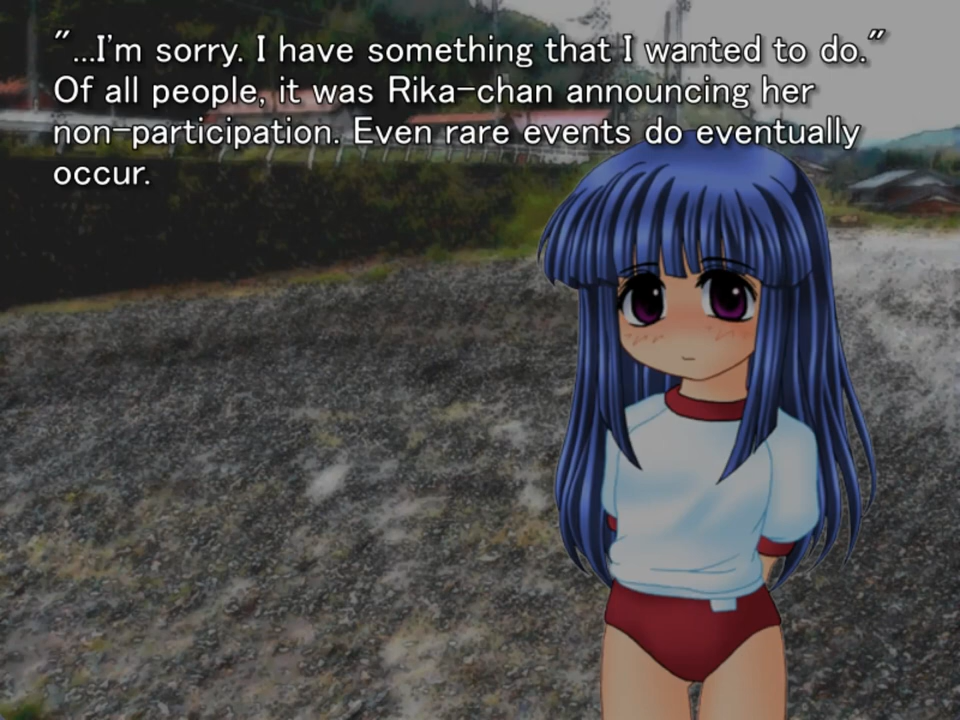 "...I'm sorry. I have something that I wanted to do."
Of all people, it was Rika-chan announcing her
non-participation. Even rare events do eventually
occur.